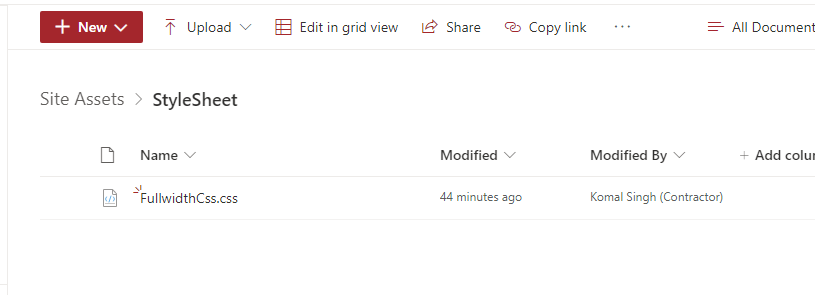 + New Upload Edit in grid view Share Copy link ... All Document
Site Assets > StyleSheet
Name Modified Modified By + Add colu
FullwidthCss.css 44 minutes ago Komal Singh (Contractor)